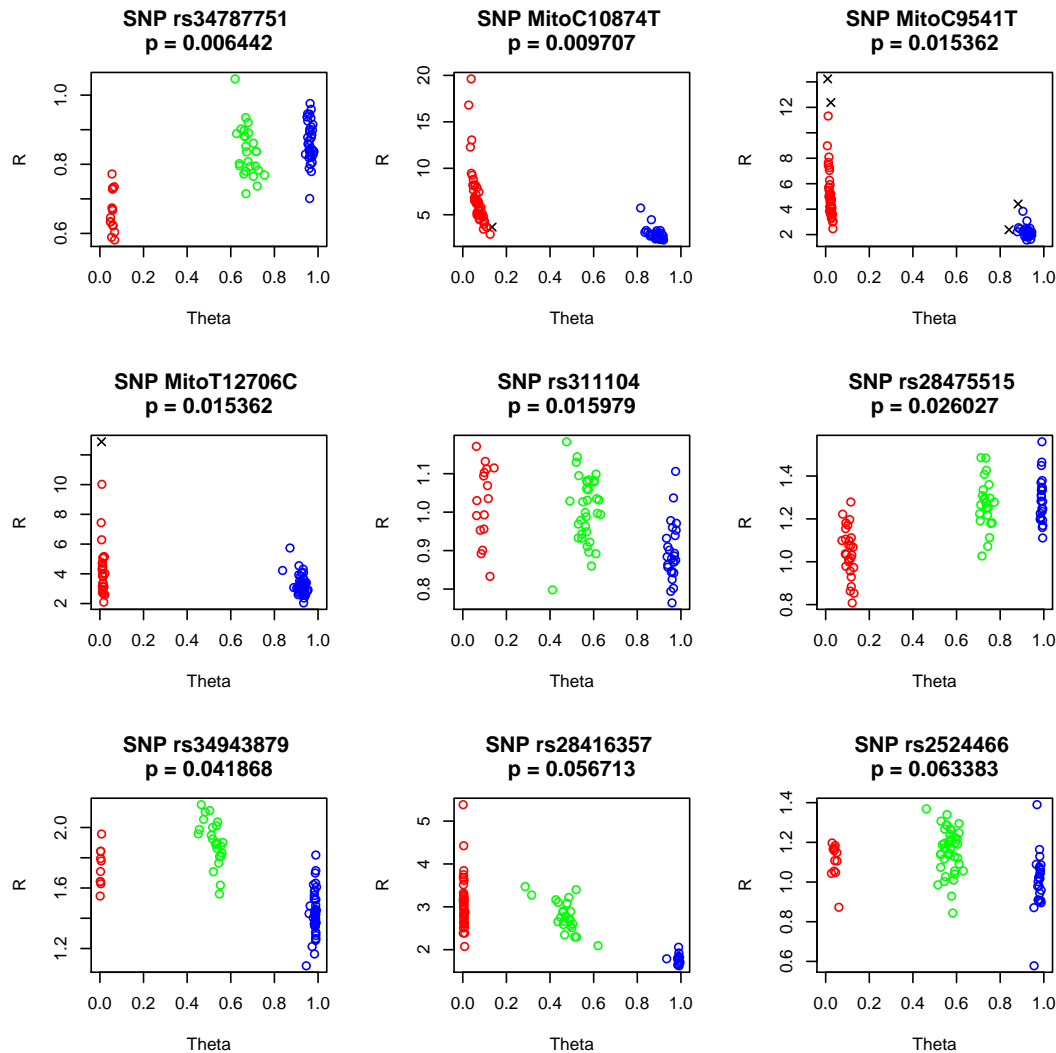 SNP rs34787751
p = 0.006442
R
0.6 0.8 1.0
0.0 0.2 0.4 0.6 0.8 1.0
Theta
SNP MitoC10874T
p = 0.009707
R
5 10 15 20
0.0 0.2 0.4 0.6 0.8 1.0
Theta
SNP MitoC9541T
p = 0.015362
R
2 4 6 8 12
0.0 0.2 0.4 0.6 0.8 1.0
Theta
SNP MitoT12706C
p = 0.015362
R
2 4 6 8 10
0.0 0.2 0.4 0.6 0.8 1.0
Theta
SNP rs311104
p = 0.015979
R
0.8 0.9 1.0 1.1
0.0 0.2 0.4 0.6 0.8 1.0
Theta
SNP rs28475515
p = 0.026027
R
0.8 1.0 1.2 1.4
0.0 0.2 0.4 0.6 0.8 1.0
Theta
SNP rs34943879
p = 0.041868
R
1.2 1.6 2.0
0.0 0.2 0.4 0.6 0.8 1.0
Theta
SNP rs28416357
p = 0.056713
R
2 3 4 5
0.0 0.2 0.4 0.6 0.8 1.0
Theta
SNP rs2524466
p = 0.063383
R
0.6 0.8 1.0 1.2 1.4
0.0 0.2 0.4 0.6 0.8 1.0
Theta